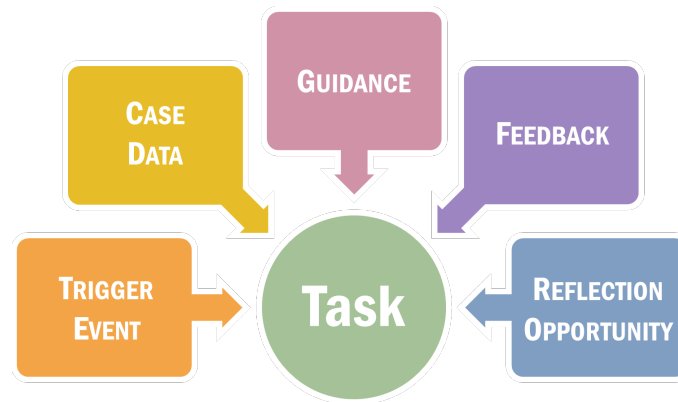 GUIDANCE
CASE
DATA
FEEDBACK
TRIGGER
EVENT
Task
REFLECTION
OPPORTUNITY